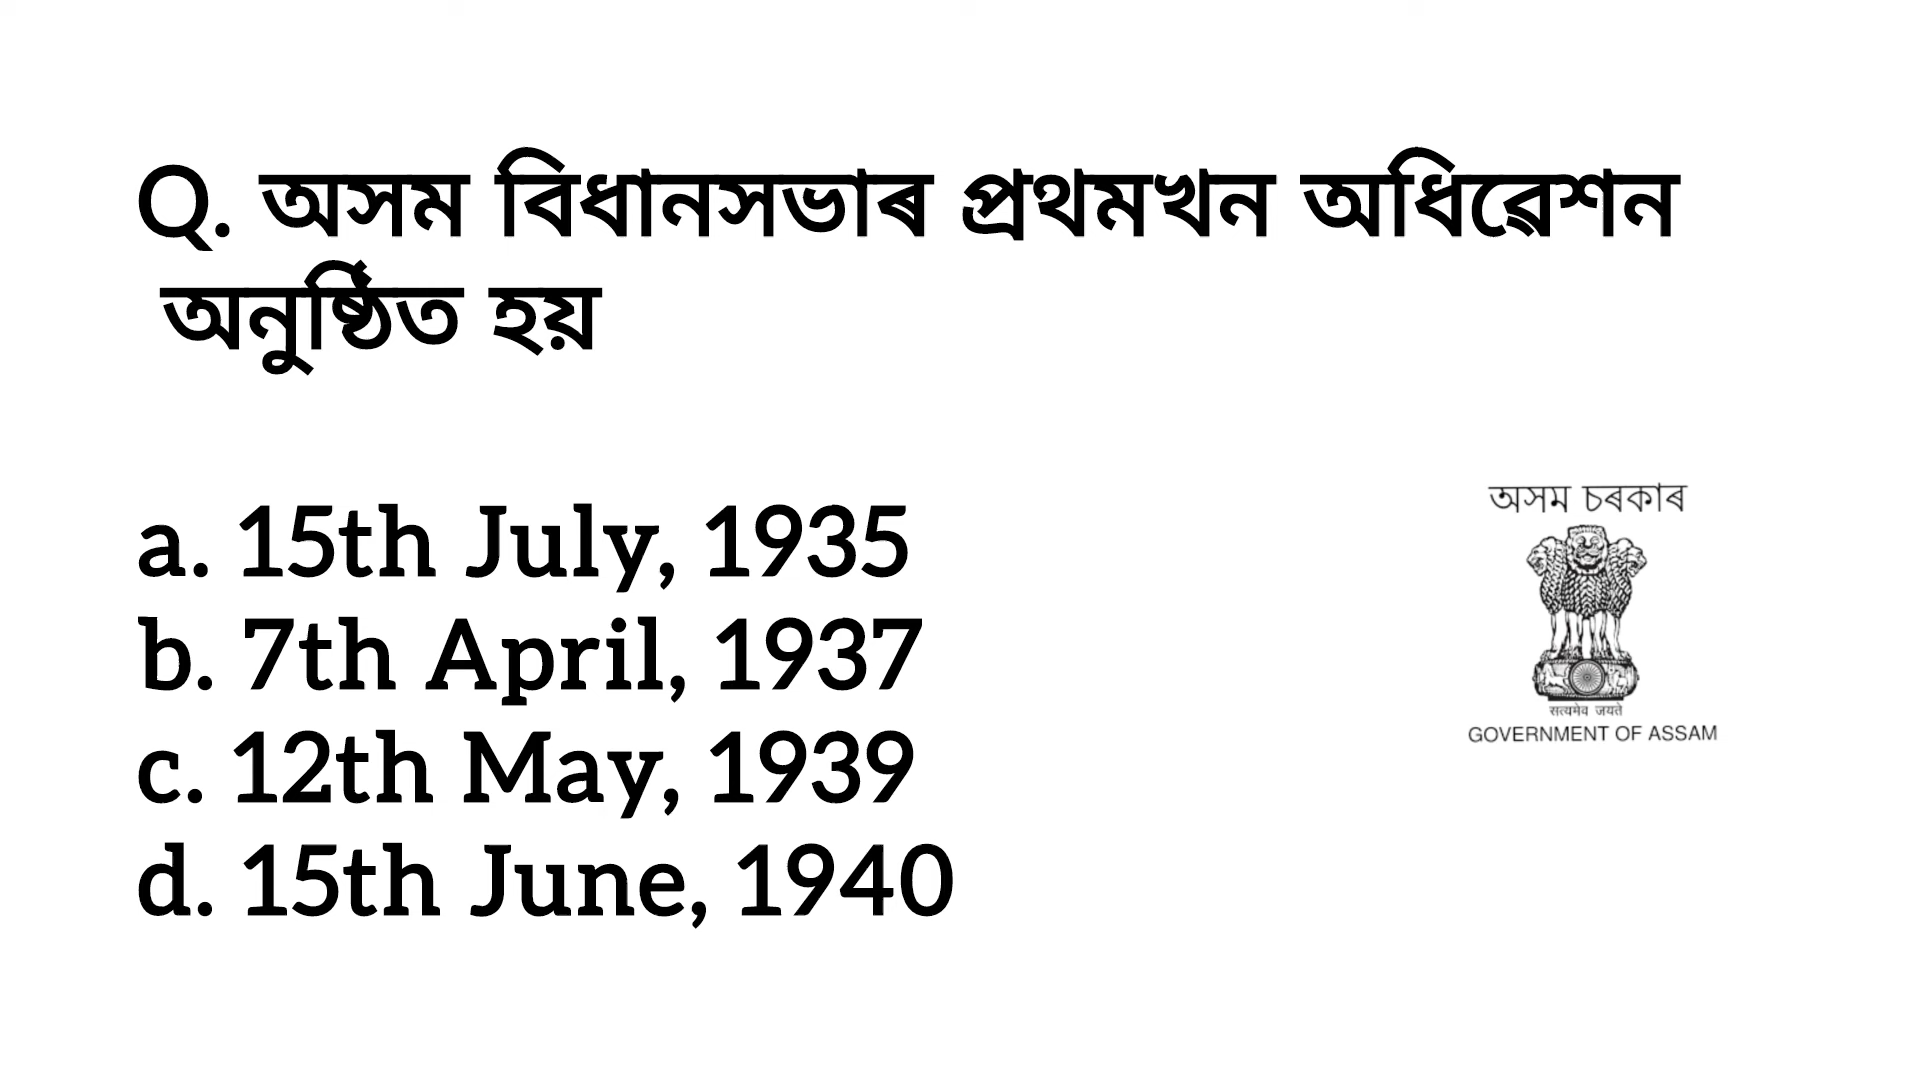 Q. অসম বিধানসভাৰ প্ৰথমখন অধিৱেশন
অনুষ্ঠিত হয়
a. 15th July, 1935
b. 7th April, 1937
c. 12th May, 1939
d. 15th June, 1940
অসম চৰকাৰ
सत्यमेव जयते
GOVERNMENT OF ASSAM